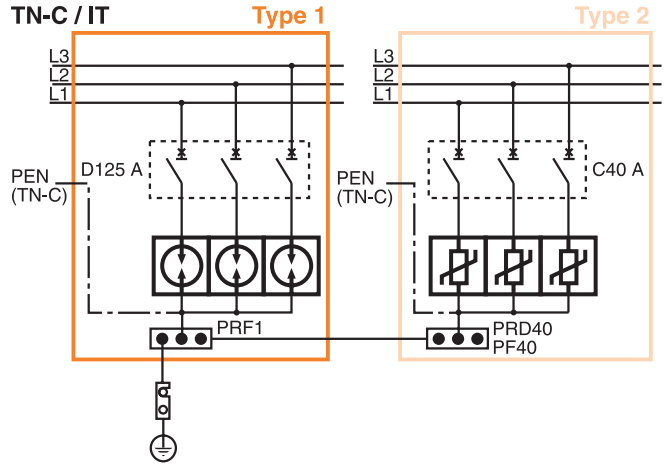 TN-C / IT
Type 1
Type 2
L3
L2
L1
D125 A
PEN
(TN-C)
PRF1
L3
L2
L1
C40 A
PEN
(TN-C)
PRD40
PF40